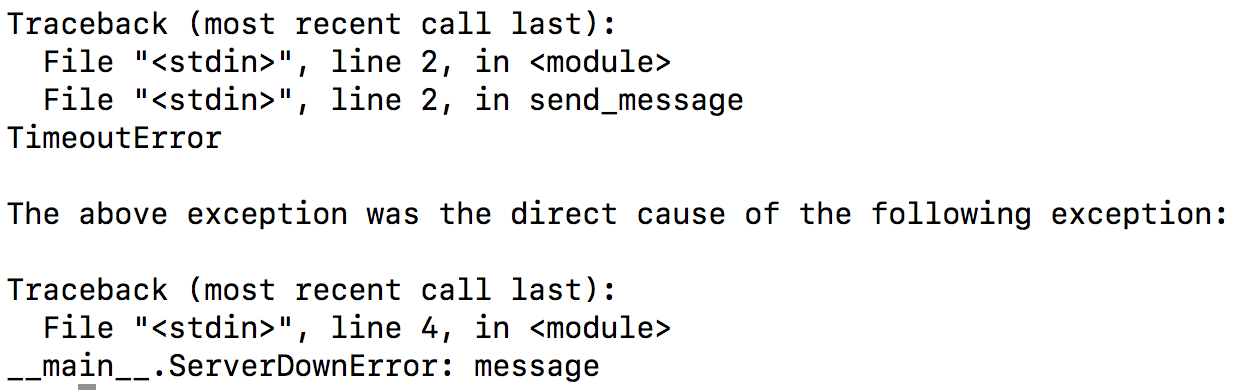 Traceback (most recent call last):
  File "<stdin>", line 2, in <module>
  File "<stdin>", line 2, in send_message
TimeoutError

The above exception was the direct cause of the following exception:

Traceback (most recent call last):
  File "<stdin>", line 4, in <module>
__main__.ServerDownError: message